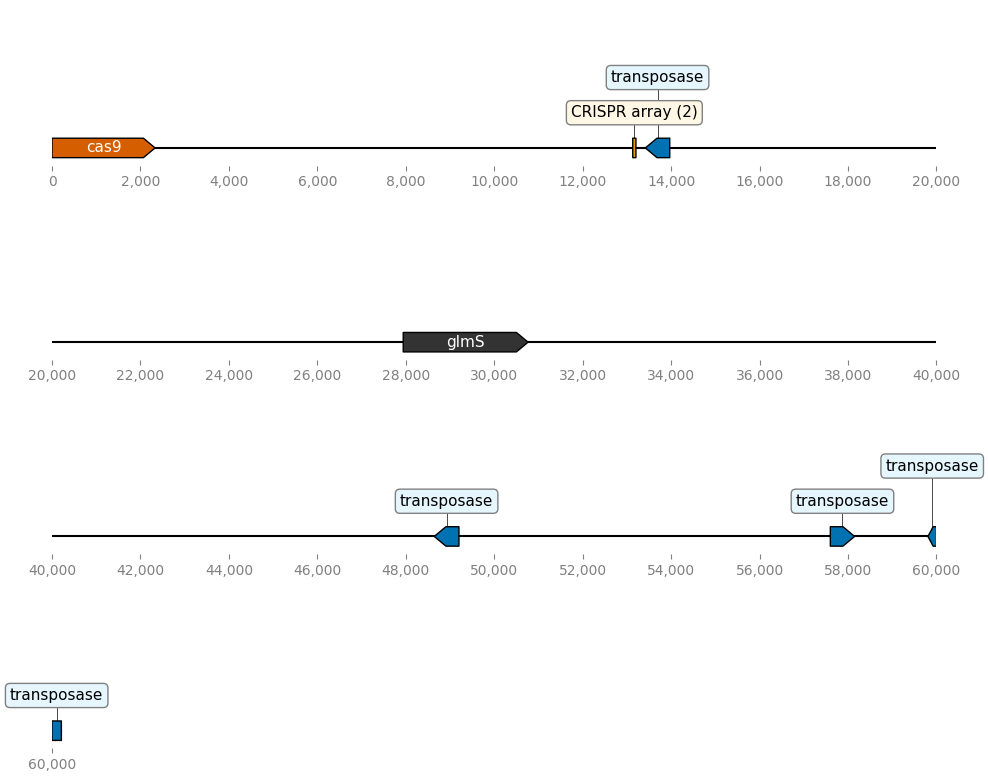 transposase
CRISPR array (2)
cas9
0 2,000 4,000 6,000 8,000 10,000 12,000 14,000 16,000 18,000 20,000
glmS
20,000 22,000 24,000 26,000 28,000 30,000 32,000 34,000 36,000 38,000 40,000
transposase
transposase transposase
40,000 42,000 44,000 46,000 48,000 50,000 52,000 54,000 56,000 58,000 60,000
transposase
60,000